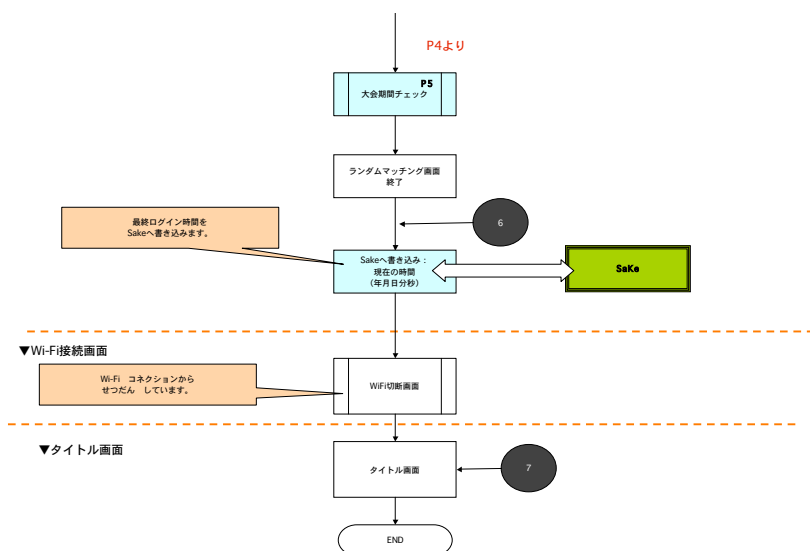 P4より
P5
大会期間チェック
ランダムマッチング画面
終了
6
最終ログイン時間を
Sakeへ書き込みます。
Sakeへ書き込み：
現在の時間
（年月日分秒）
SaKe
▼Wi-Fi接続画面
Wi-Fi　コネクションから
せつだん　しています。
WiFi切断画面
▼タイトル画面
タイトル画面
7
END